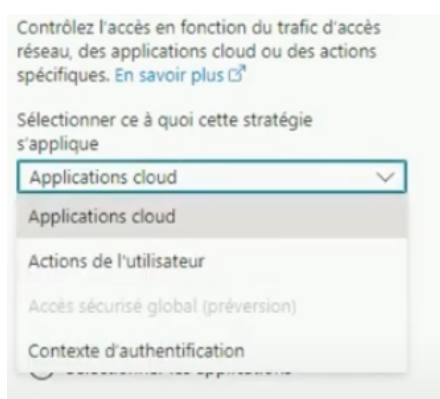 Contrôlez l'accès en fonction du trafic d'accès
réseau, des applications cloud ou des actions
spécifiques. En savoir plus
Sélectionner ce à quoi cette stratégie
s'applique
Applications cloud
Applications cloud
Actions de l'utilisateur
Accès sécurisé global (préversion)
Contexte d'authentification